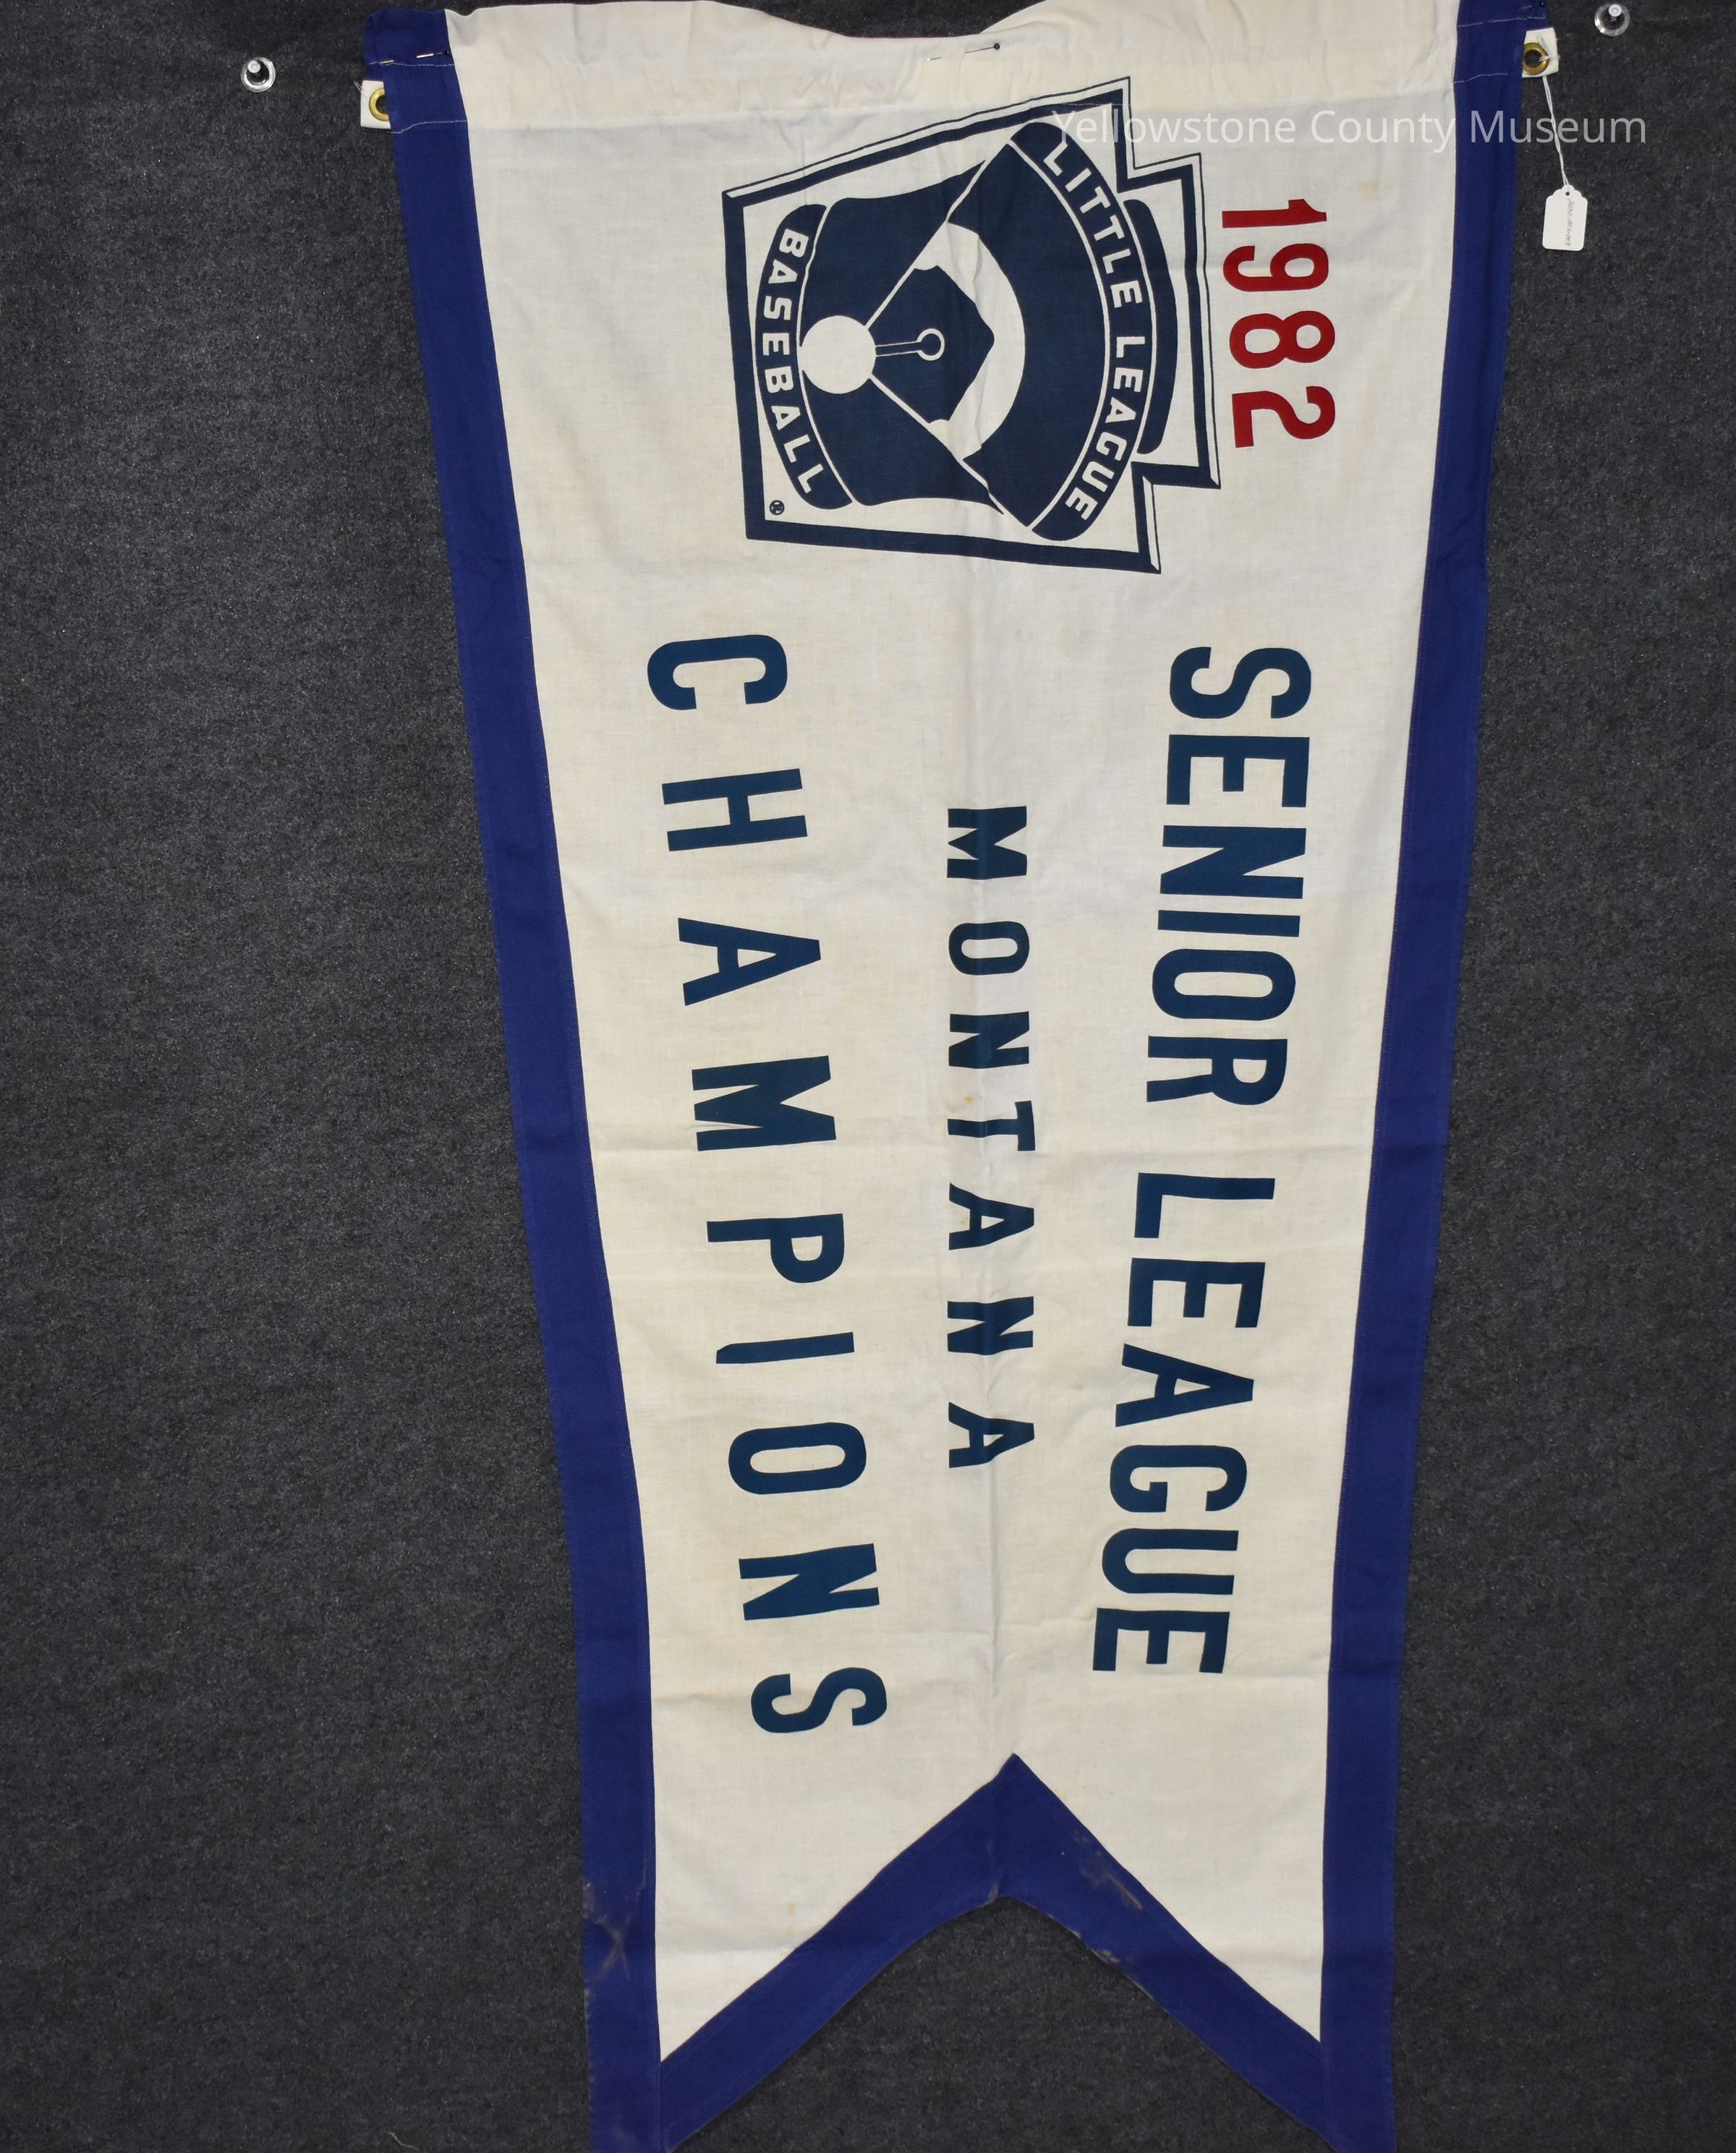 Yellowstone County Museum
1982
LITTLE LEAGUE
BASEBALL
®
SENIOR LEAGUE
MONTANA
CHAMPIONS